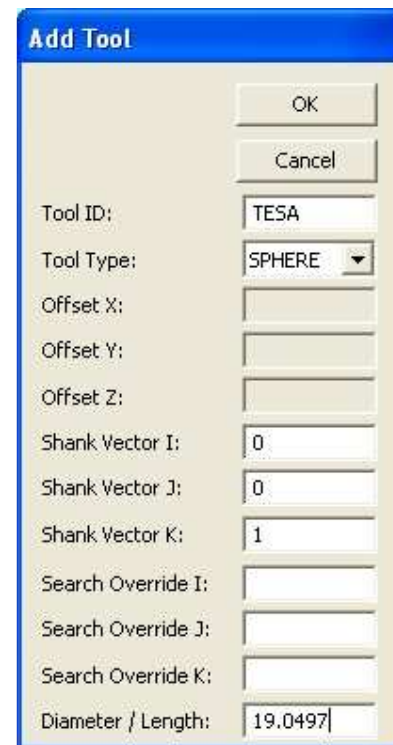 Add Tool
OK
Cancel
Tool ID: TESA
Tool Type: SPHERE
Offset X:
Offset Y:
Offset Z:
Shank Vector I: 0
Shank Vector J: 0
Shank Vector K: 1
Search Override I:
Search Override J:
Search Override K:
Diameter / Length: 19.0497